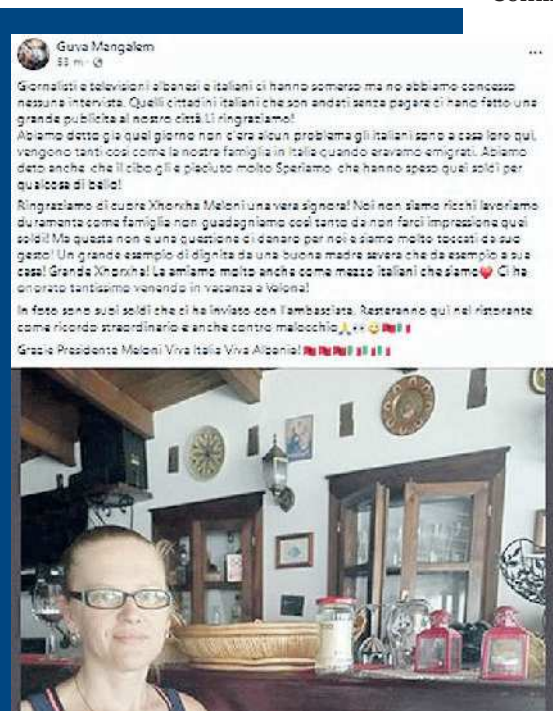 Guva Mangalem
53 m
Giornalisti e televisioni albanesi e italiani ci hanno somerso ma no abbiamo concesso
nessuna intervista. Quelli cittadini italiani che son andati senza pagare ci hano fatto una
grande publicita al nostro città. Li ringraziamo!
Abiamo detto gia quel giorno non c'era alcun problema gli italiani sono a casa loro qui,
vengono tanti cosi come la nostra famiglia in Italia quando eravamo emigrati. Abiamo
deto anche che il cibo gli e piaciuto molto Speriamo che hanno speso quei soldi per
qualcosa di bello!
Ringraziamo di cuore Xhorxha Meloni una vera signora! Noi non siamo ricchi lavoriamo
duramente come famiglia non guadagniamo così tanto da non farci impressione quei
soldi! Ma questa non e una questione di denaro per noi e siamo molto toccati da suo
gesto! Un grande esempio di dignita da una buona madre severa che da esempio a sua
casa! Grande Xhorxha! La amiamo molto anche come mezzo italiani che siamo❤️ Ci ha
onorato tantissimo venendo in vacanza a Valona!
In foto sono suoi soldi che ci ha inviato con l'ambasciata. Resteranno qui nel ristorante
come ricordo straordinario e anche contro malocchio
Grazie Presidente Meloni Viva Italia Viva Albania!